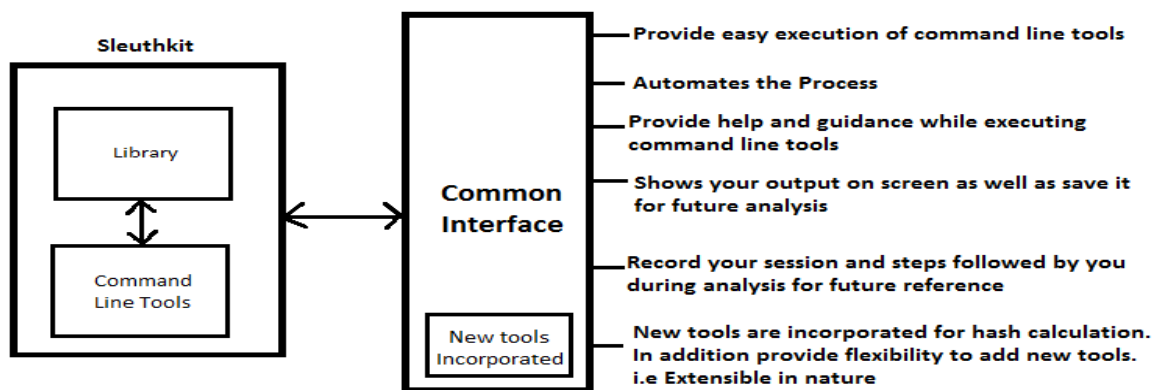 Sleuthkit
Library
Command
Line Tools
Common
Interface
New tools
Incorporated
Provide easy execution of command line tools
Automates the Process
Provide help and guidance while executing
command line tools
Shows your output on screen as well as save it
for future analysis
Record your session and steps followed by you
during analysis for future reference
New tools are incorporated for hash calculation.
In addition provide flexibility to add new tools.
i.e Extensible in nature